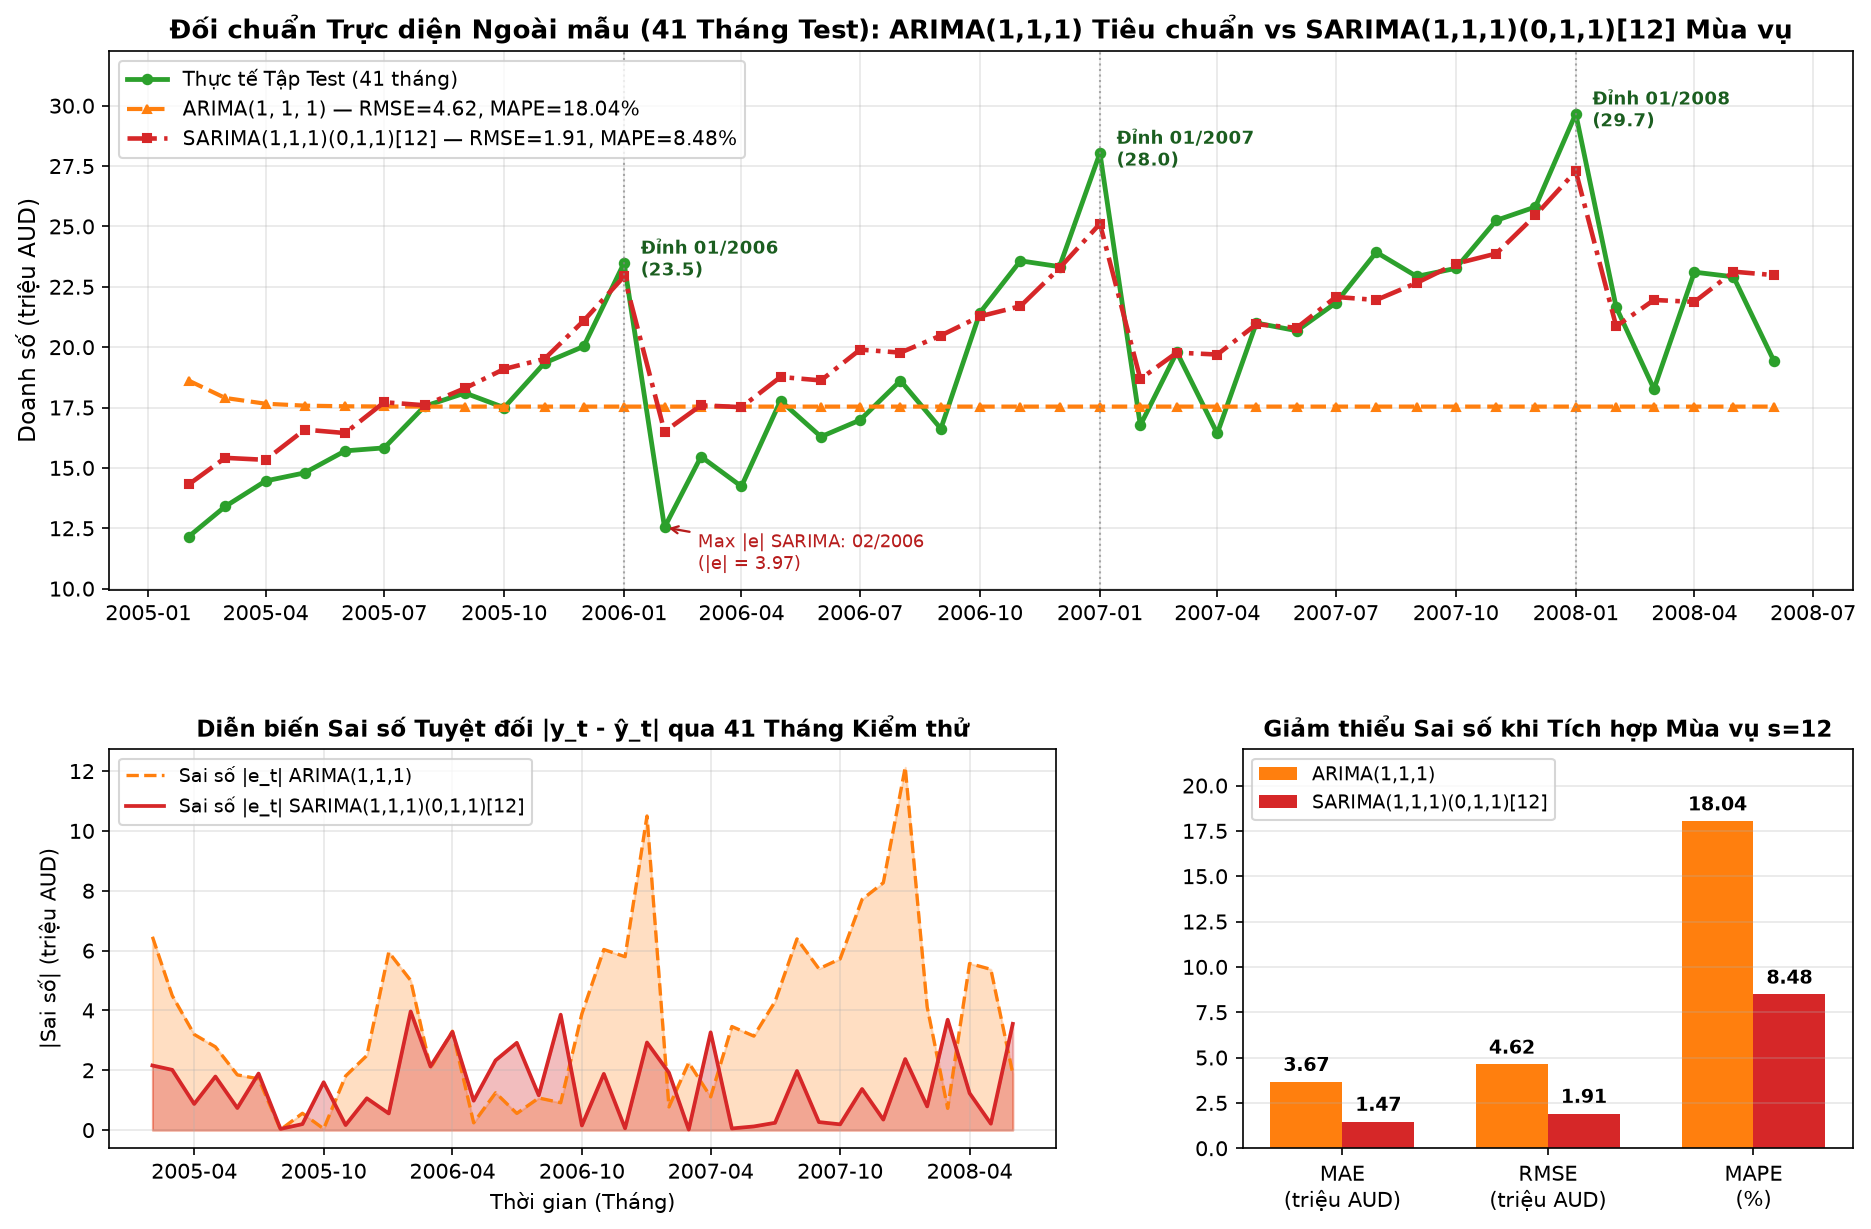 Đối chuẩn Trực diện Ngoài mẫu (41 Tháng Test): ARIMA(1,1,1) Tiêu chuẩn vs SARIMA(1,1,1)(0,1,1)[12] Mùa vụ
Thực tế Tập Test (41 tháng)
ARIMA(1, 1, 1) — RMSE=4.62, MAPE=18.04%
SARIMA(1,1,1)(0,1,1)[12] — RMSE=1.91, MAPE=8.48%
Đỉnh 01/2006
(23.5)
Đỉnh 01/2007
(28.0)
Đỉnh 01/2008
(29.7)
Max |e| SARIMA: 02/2006
(|e| = 3.97)
Doanh số (triệu AUD)
30.0
27.5
25.0
22.5
20.0
17.5
15.0
12.5
10.0
2005-01 2005-04 2005-07 2005-10 2006-01 2006-04 2006-07 2006-10 2007-01 2007-04 2007-07 2007-10 2008-01 2008-04 2008-07
Diễn biến Sai số Tuyệt đối |y_t - ŷ_t| qua 41 Tháng Kiểm thử
Sai số |e_t| ARIMA(1,1,1)
Sai số |e_t| SARIMA(1,1,1)(0,1,1)[12]
|Sai số| (triệu AUD)
12
10
8
6
4
2
0
2005-04 2005-10 2006-04 2006-10 2007-04 2007-10 2008-04
Thời gian (Tháng)
Giảm thiểu Sai số khi Tích hợp Mùa vụ s=12
ARIMA(1,1,1)
SARIMA(1,1,1)(0,1,1)[12]
20.0
17.5
15.0
12.5
10.0
7.5
5.0
2.5
0.0
3.67
1.47
4.62
1.91
18.04
8.48
MAE
(triệu AUD)
RMSE
(triệu AUD)
MAPE
(%)